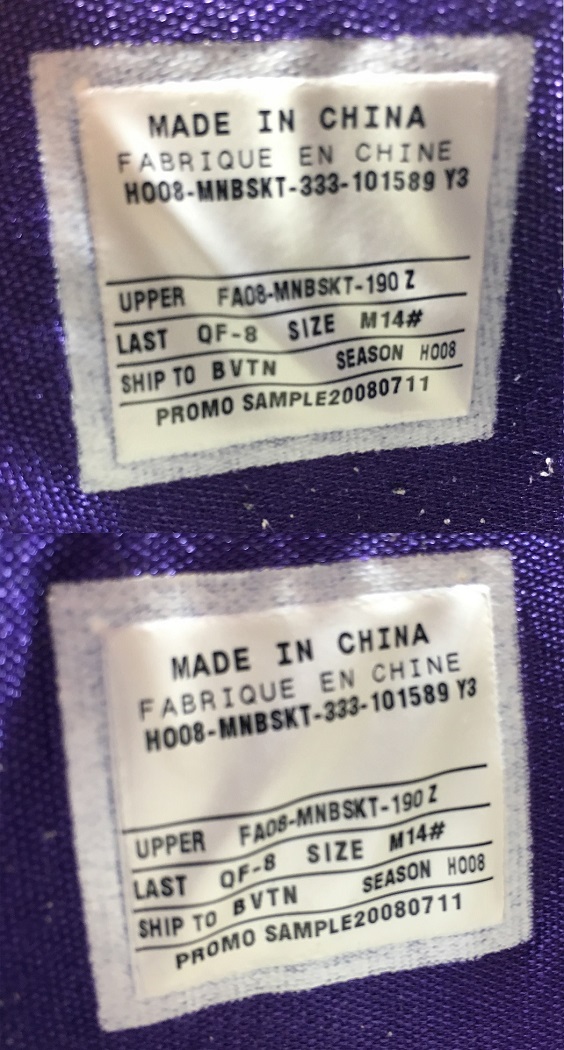 MADE IN CHINA
FABRIQUE EN CHINE
HO08-MNBSKT-333-101589 Y3
UPPER FA08-MNBSKT-190 Z
LAST QF-8 SIZE M14#
SHIP TO BVTN SEASON HO08
PROMO SAMPLE20080711
MADE IN CHINA
FABRIQUE EN CHINE
HO08-MNBSKT-333-101589 Y3
UPPER FA08-MNBSKT-190 Z
LAST QF-8 SIZE M14#
SHIP TO BVTN SEASON HO08
PROMO SAMPLE20080711